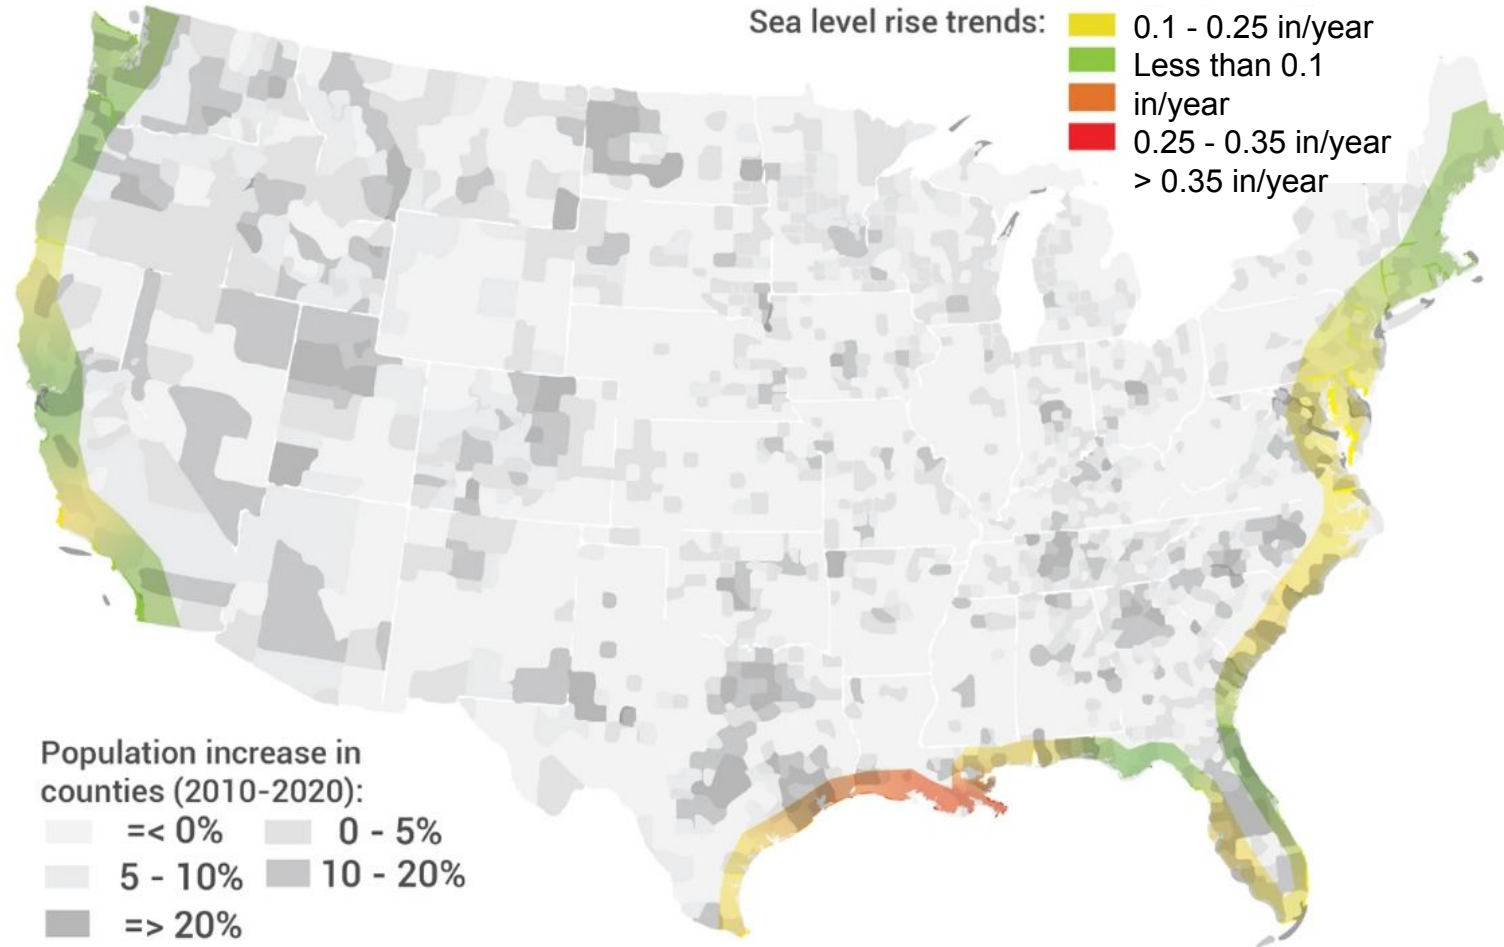 Sea level rise trends:
0.1 - 0.25 in/year
Less than 0.1
in/year
0.25 - 0.35 in/year
> 0.35 in/year
Population increase in
counties (2010-2020):
=< 0% 0 - 5%
5 - 10% 10 - 20%
=> 20%